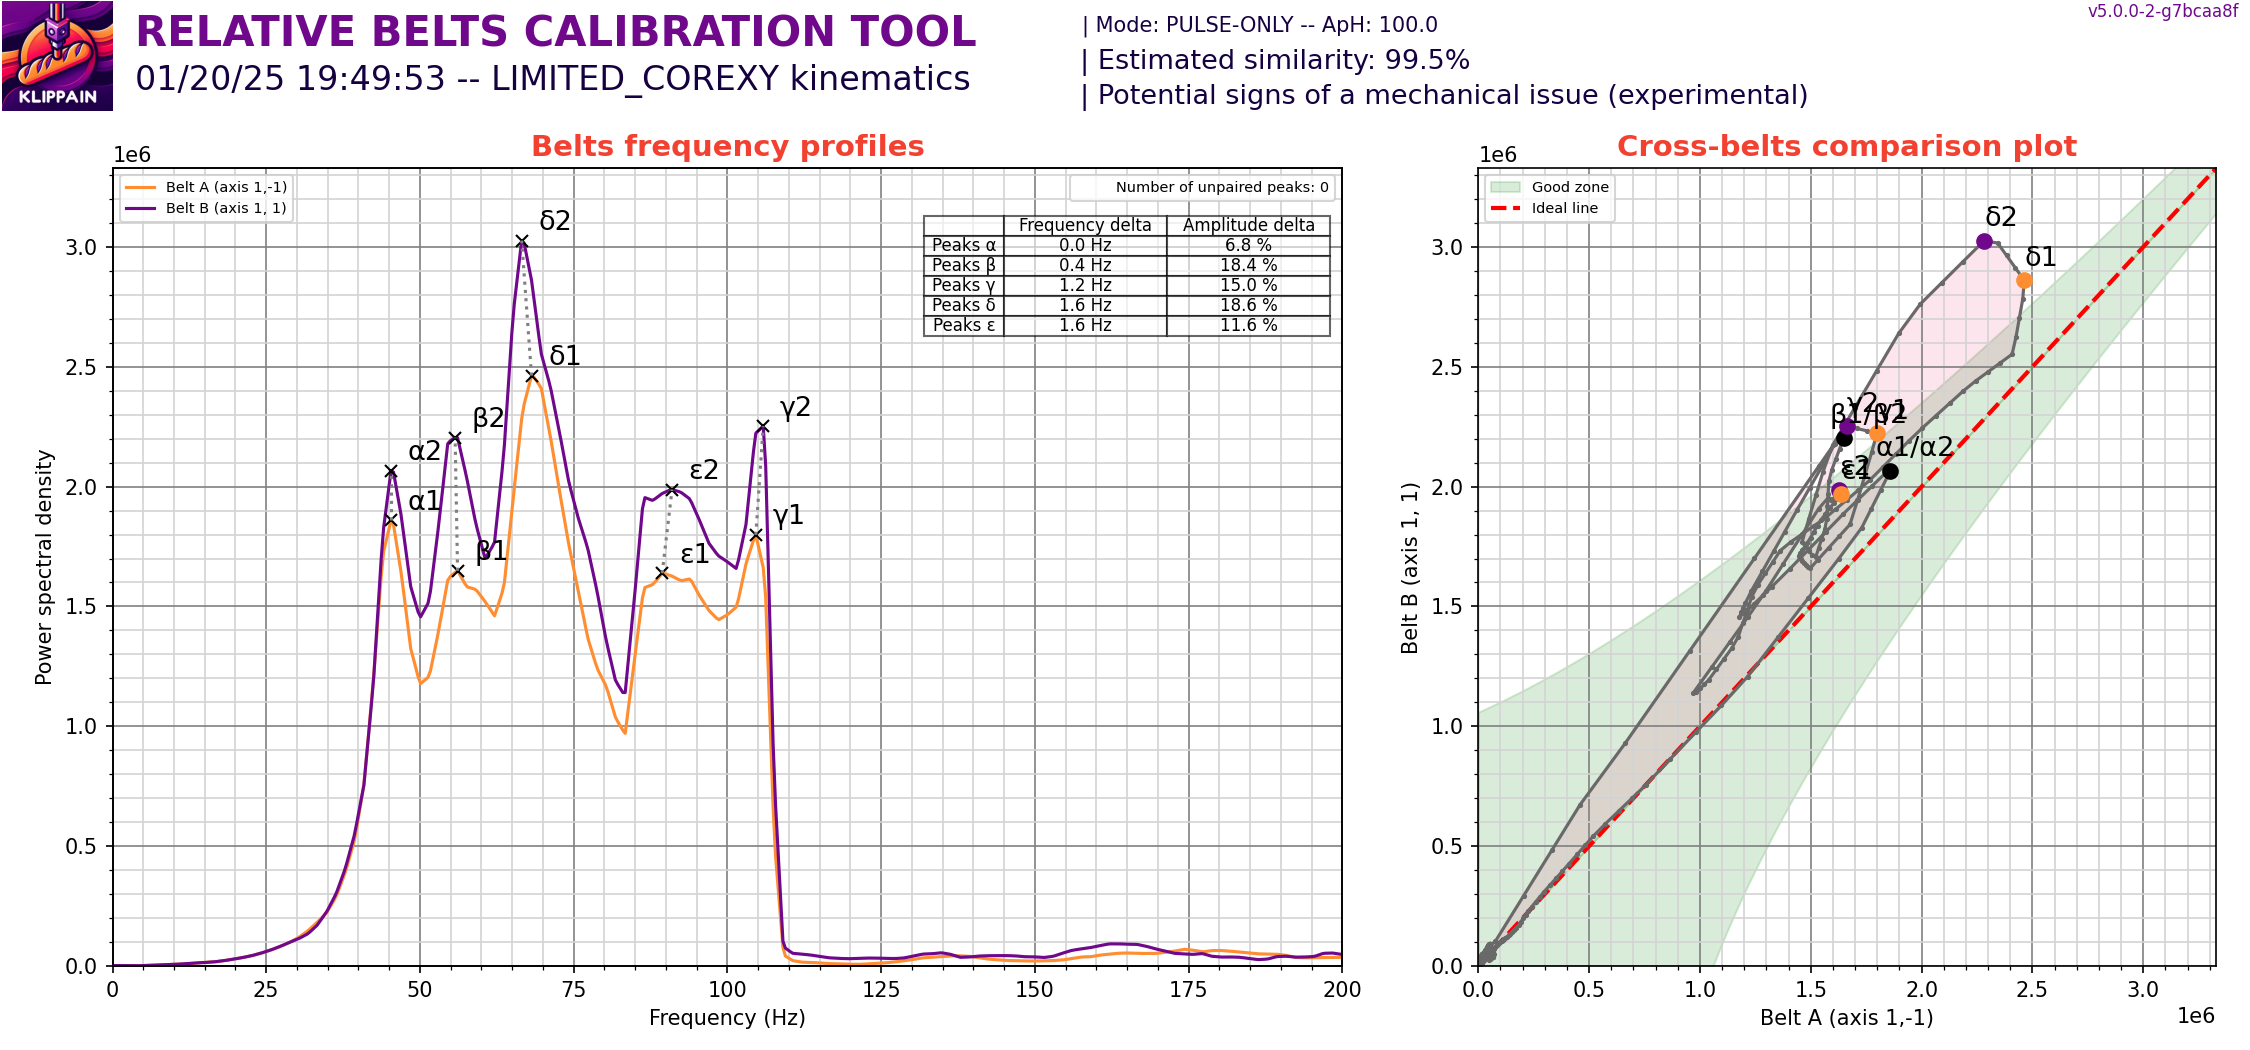 KLIPPAIN
RELATIVE BELTS CALIBRATION TOOL
01/20/25 19:49:53 -- LIMITED_COREXY kinematics
| Mode: PULSE-ONLY -- ApH: 100.0
| Estimated similarity: 99.5%
| Potential signs of a mechanical issue (experimental)
v5.0.0-2-g7bcaa8f
Belts frequency profiles
1e6
Belt A (axis 1,-1)
Belt B (axis 1, 1)
Number of unpaired peaks: 0
Frequency delta Amplitude delta
Peaks α 0.0 Hz 6.8 %
Peaks β 0.4 Hz 18.4 %
Peaks γ 1.2 Hz 15.0 %
Peaks δ 1.6 Hz 18.6 %
Peaks ε 1.6 Hz 11.6 %
δ2
δ1
β2
γ2
α2
ε2
α1
γ1
β1
ε1
3.0
2.5
2.0
1.5
1.0
0.5
0.0
Power spectral density
0 25 50 75 100 125 150 175 200
Frequency (Hz)
Cross-belts comparison plot
1e6
Good zone
Ideal line
δ2
δ1
γ2
γ1
β1/β2
α1/α2
ε2
ε1
3.0
2.5
2.0
1.5
1.0
0.5
0.0
Belt B (axis 1, 1)
0.0 0.5 1.0 1.5 2.0 2.5 3.0
Belt A (axis 1,-1)
1e6